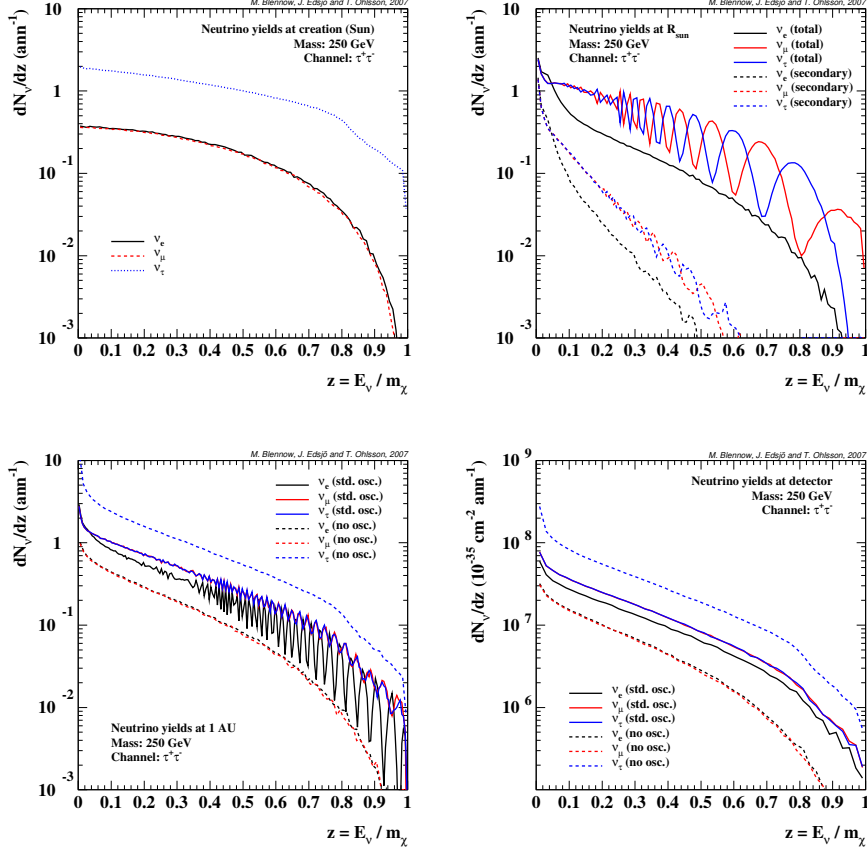 M. Blennow, J. Edsjö and T. Ohlsson, 2007
dNν/dz (ann⁻¹)
10
1
10⁻¹
10⁻²
10⁻³
Neutrino yields at creation (Sun)
Mass: 250 GeV
Channel: τ⁺τ⁻
νe
νμ
ντ
0 0.1 0.2 0.3 0.4 0.5 0.6 0.7 0.8 0.9 1
z = Eν / mχ
M. Blennow, J. Edsjö and T. Ohlsson, 2007
dNν/dz (ann⁻¹)
10
1
10⁻¹
10⁻²
10⁻³
Neutrino yields at Rsun
Mass: 250 GeV
Channel: τ⁺τ⁻
νe (total)
νμ (total)
ντ (total)
νe (secondary)
νμ (secondary)
ντ (secondary)
0 0.1 0.2 0.3 0.4 0.5 0.6 0.7 0.8 0.9 1
z = Eν / mχ
M. Blennow, J. Edsjö and T. Ohlsson, 2007
dNν/dz (ann⁻¹)
10
1
10⁻¹
10⁻²
10⁻³
νe (std. osc.)
νμ (std. osc.)
ντ (std. osc.)
νe (no osc.)
νμ (no osc.)
ντ (no osc.)
Neutrino yields at 1 AU
Mass: 250 GeV
Channel: τ⁺τ⁻
0 0.1 0.2 0.3 0.4 0.5 0.6 0.7 0.8 0.9 1
z = Eν / mχ
M. Blennow, J. Edsjö and T. Ohlsson, 2007
dNν/dz (10⁻³⁵ cm⁻² ann⁻¹)
10⁹
10⁸
10⁷
10⁶
Neutrino yields at detector
Mass: 250 GeV
Channel: τ⁺τ⁻
νe (std. osc.)
νμ (std. osc.)
ντ (std. osc.)
νe (no osc.)
νμ (no osc.)
ντ (no osc.)
0 0.1 0.2 0.3 0.4 0.5 0.6 0.7 0.8 0.9 1
z = Eν / mχ